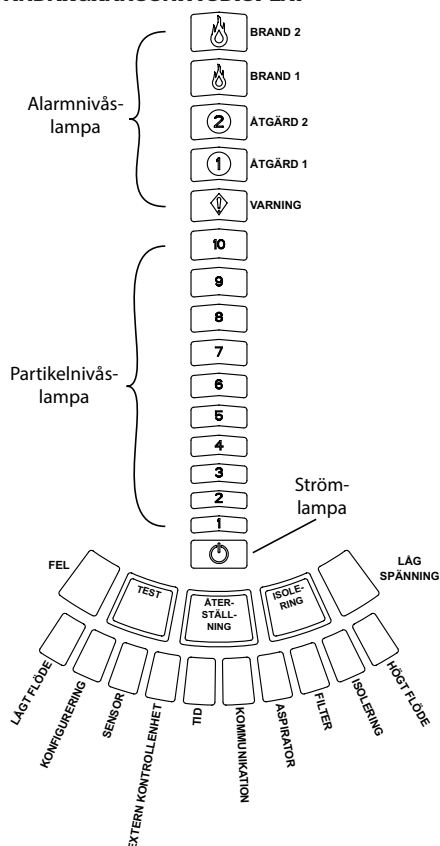 BRAND 2
BRAND 1
Alarmnivås-
lampa
2 ÅTGÄRD 2
1 ÅTGÄRD 1
VARNING
10
9
8
7
Partikelnivås-
lampa
6
5
4
3
2
1
Ström-
lampa
FEL
TEST
ÅTER-
STÄLL-
NING
ISOLE-
RING
LÅG
SPÄNNING
LÅGT FLÖDE
KONFIGURERING
SENSOR
EXTERN KONTROLLENHET
TID
KOMMUNIKATION
ASPIRATOR
FILTER
ISOLERING
HÖGT FLÖDE